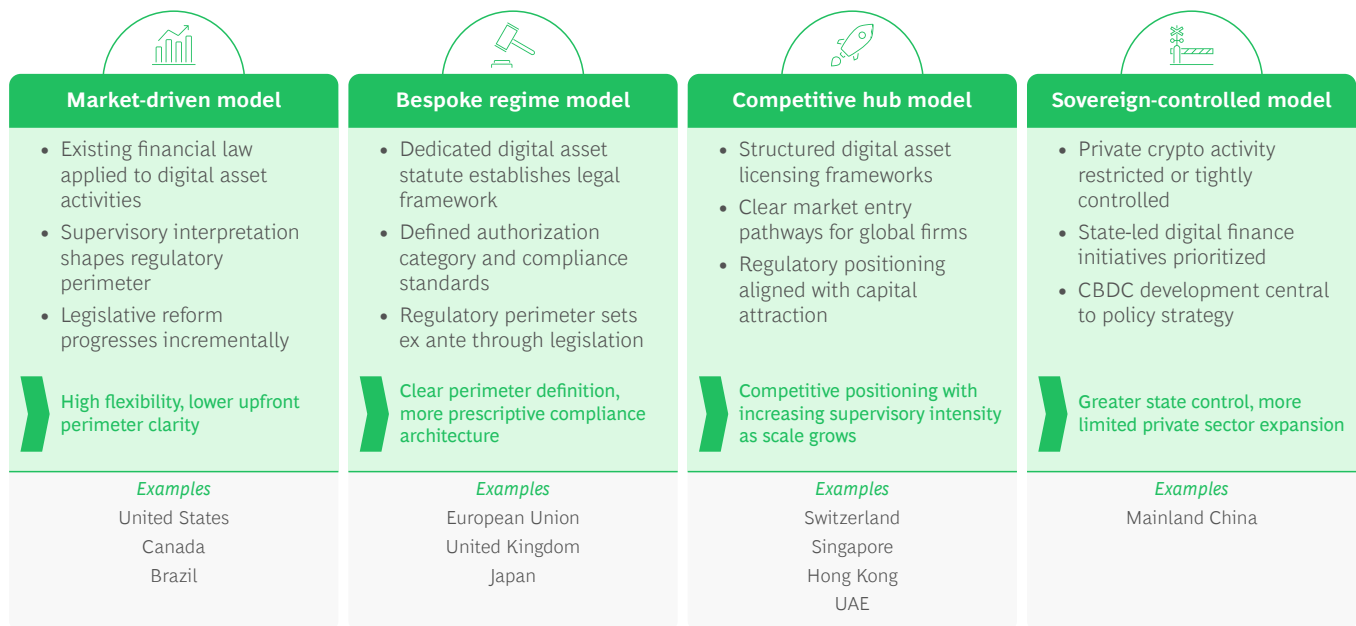 Market-driven model
• Existing financial law
applied to digital asset
activities
• Supervisory interpretation
shapes regulatory
perimeter
• Legislative reform
progresses incrementally
High flexibility, lower upfront
perimeter clarity
Examples
United States
Canada
Brazil
Bespoke regime model
• Dedicated digital asset
statute establishes legal
framework
• Defined authorization
category and compliance
standards
• Regulatory perimeter sets
ex ante through legislation
Clear perimeter definition,
more prescriptive compliance
architecture
Examples
European Union
United Kingdom
Japan
Competitive hub model
• Structured digital asset
licensing frameworks
• Clear market entry
pathways for global firms
• Regulatory positioning
aligned with capital
attraction
Competitive positioning with
increasing supervisory intensity
as scale grows
Examples
Switzerland
Singapore
Hong Kong
UAE
Sovereign-controlled model
• Private crypto activity
restricted or tightly
controlled
• State-led digital finance
initiatives prioritized
• CBDC development central
to policy strategy
Greater state control, more
limited private sector expansion
Examples
Mainland China